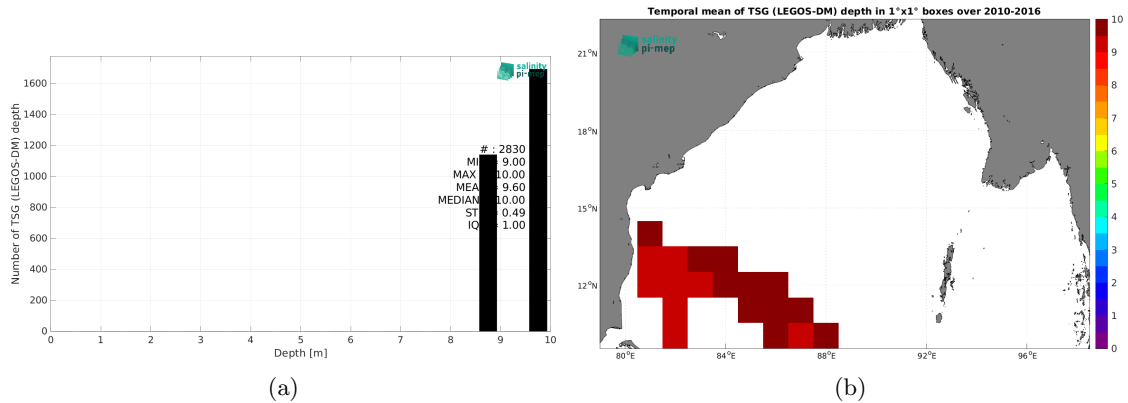 Temporal mean of TSG (LEGOS-DM) depth in 1°x1° boxes over 2010-2016
salinity
pi-mep
Number of TSG (LEGOS-DM) depth
1600
1400
1200
1000
800
600
400
200
0
# : 2830
MI = 9.00
MAX 10.00
MEA = 9.60
MEDIAN 10.00
ST = 0.49
IQ = 1.00
0 1 2 3 4 5 6 7 8 9 10
Depth [m]
(a)
salinity
pi-mep
21°N
18°N
15°N
12°N
80°E 84°E 88°E 92°E 96°E
10
9
8
7
6
5
4
3
2
1
0
(b)